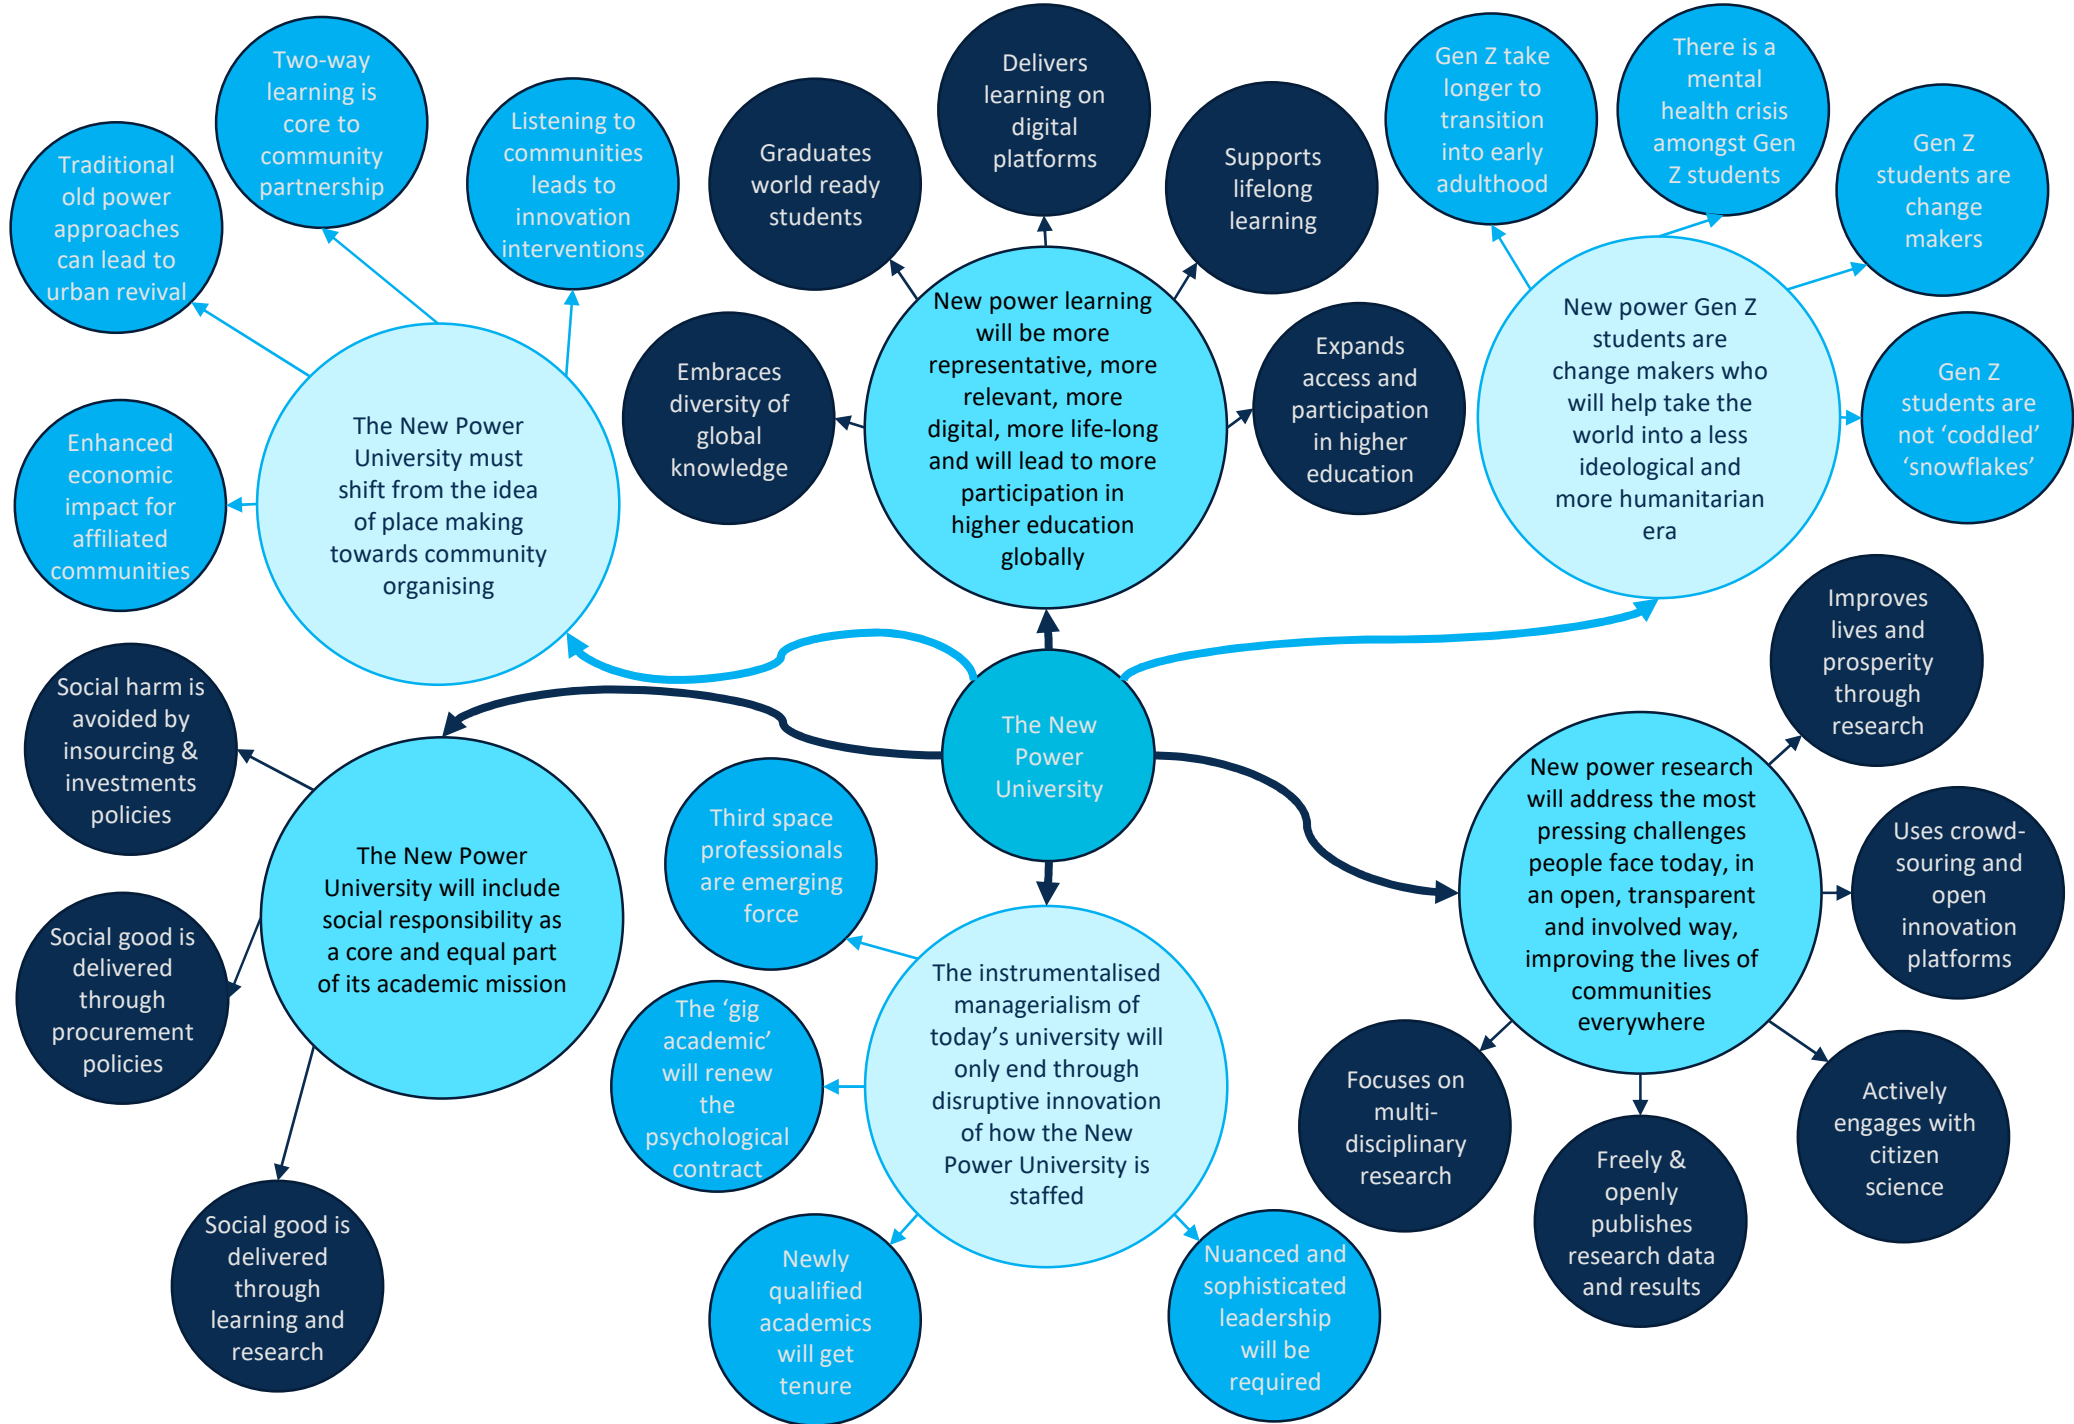 Two-way
learning is
core to
community
partnership
Traditional
old power
approaches
can lead to
urban revival
Listening to
communities
leads to
innovation
interventions
Enhanced
economic
impact for
affiliated
communities
The New Power
University must
shift from the idea
of place making
towards community
organising
Graduates
world ready
students
Delivers
learning on
digital
platforms
Supports
lifelong
learning
Embraces
diversity of
global
knowledge
Expands
access and
participation
in higher
education
New power learning
will be more
representative, more
relevant, more
digital, more life-long
and will lead to more
participation in
higher education
globally
Gen Z take
longer to
transition
into early
adulthood
There is a
mental
health crisis
amongst Gen
Z students
Gen Z
students are
change
makers
Gen Z
students are
not ‘coddled’
‘snowflakes’
New power Gen Z
students are
change makers who
will help take the
world into a less
ideological and
more humanitarian
era
The New
Power
University
Social harm is
avoided by
insourcing &
investments
policies
Social good is
delivered
through
procurement
policies
Social good is
delivered
through
learning and
research
The New Power
University will include
social responsibility as
a core and equal part
of its academic mission
Third space
professionals
are emerging
force
The ‘gig
academic’
will renew
the
psychological
contract
Newly
qualified
academics
will get
tenure
Nuanced and
sophisticated
leadership
will be
required
The instrumentalised
managerialism of
today’s university will
only end through
disruptive innovation
of how the New
Power University is
staffed
New power research
will address the most
pressing challenges
people face today, in
an open, transparent
and involved way,
improving the lives of
communities
everywhere
Improves
lives and
prosperity
through
research
Uses crowd-
souring and
open
innovation
platforms
Actively
engages with
citizen
science
Freely &
openly
publishes
research data
and results
Focuses on
multi-
disciplinary
research